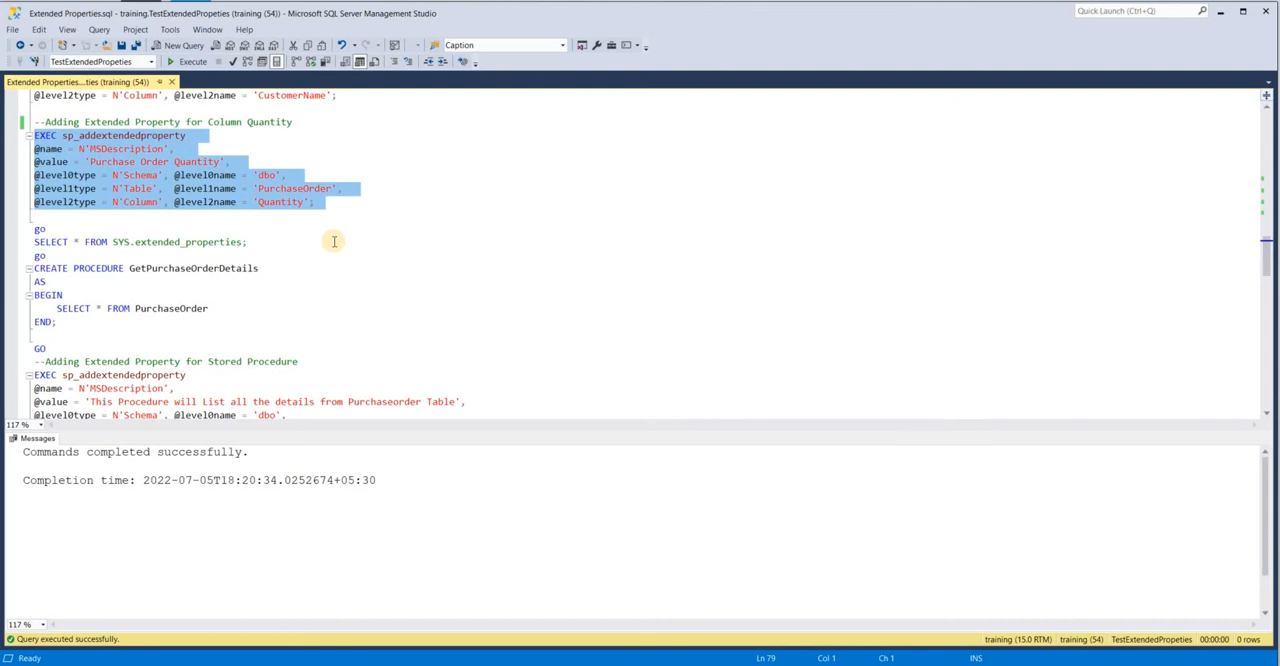 Extended Properties.sql - training.TestExtendedPropeties (training (54)) - Microsoft SQL Server Management Studio
Quick Launch (Ctrl+Q)
File Edit View Query Project Tools Window Help
New Query
Caption
TestExtendedPropeties
Execute
Extended Properties....ties (training (54))
@level2type = N'Column', @level2name = 'CustomerName';
--Adding Extended Property for Column Quantity
EXEC sp_addextendedproperty
@name = N'MSDescription',
@value = 'Purchase Order Quantity',
@level0type = N'Schema', @level0name = 'dbo',
@level1type = N'Table', @level1name = 'PurchaseOrder',
@level2type = N'Column', @level2name = 'Quantity';
go
SELECT * FROM SYS.extended_properties;
go
CREATE PROCEDURE GetPurchaseOrderDetails
AS
BEGIN
SELECT * FROM PurchaseOrder
END;
GO
--Adding Extended Property for Stored Procedure
EXEC sp_addextendedproperty
@name = N'MSDescription',
@value = 'This Procedure will List all the details from Purchaseorder Table',
@level0type = N'Schema', @level0name = 'dbo',
117 %
Messages
Commands completed successfully.
Completion time: 2022-07-05T18:20:34.0252674+05:30
117 %
Query executed successfully.
training (15.0 RTM) training (54) TestExtendedPropeties 00:00:00 0 rows
Ready
Ln 79
Col 1
Ch 1
INS